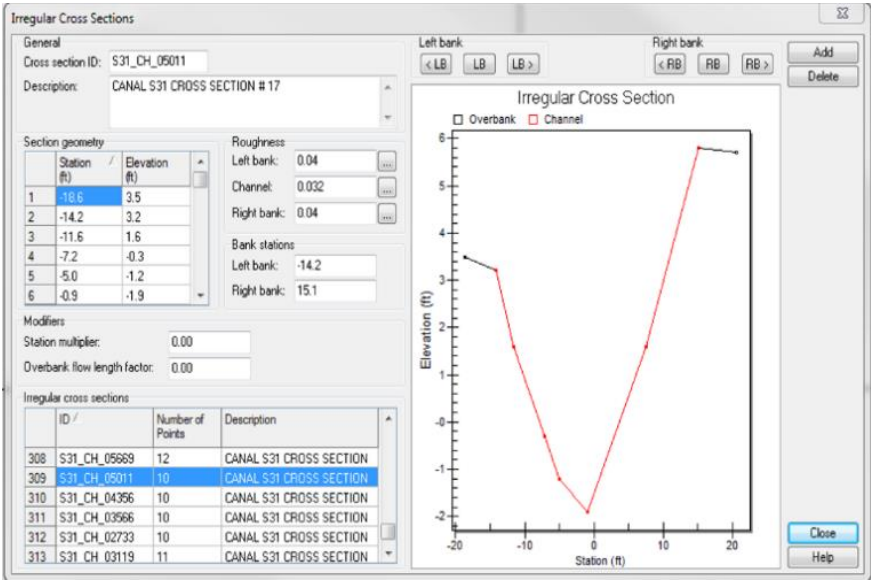 Irregular Cross Sections
General
Cross section ID: S31_CH_05011
Description: CANAL S31 CROSS SECTION # 17
Section geometry
Station (ft) / Elevation (ft)
1 -18.6 3.5
2 -14.2 3.2
3 -11.6 1.6
4 -7.2 -0.3
5 -5.0 -1.2
6 -0.9 -1.9
Roughness
Left bank: 0.04 ...
Channel: 0.032 ...
Right bank: 0.04 ...
Bank stations
Left bank: -14.2
Right bank: 15.1
Modifiers
Station multiplier: 0.00
Overbank flow length factor: 0.00
Irregular cross sections
ID / Number of Points Description
308 S31_CH_05669 12 CANAL S31 CROSS SECTION
309 S31_CH_05011 10 CANAL S31 CROSS SECTION
310 S31_CH_04356 10 CANAL S31 CROSS SECTION
311 S31_CH_03566 10 CANAL S31 CROSS SECTION
312 S31_CH_02733 10 CANAL S31 CROSS SECTION
313 S31_CH_03119 11 CANAL S31 CROSS SECTION
Left bank
< LB LB LB >
Right bank
< RB RB RB >
Irregular Cross Section
Overbank Channel
Elevation (ft)
6
5
4
3
2
1
-0
-1
-2
-20 -10 0 10 20
Station (ft)
Add
Delete
Close
Help